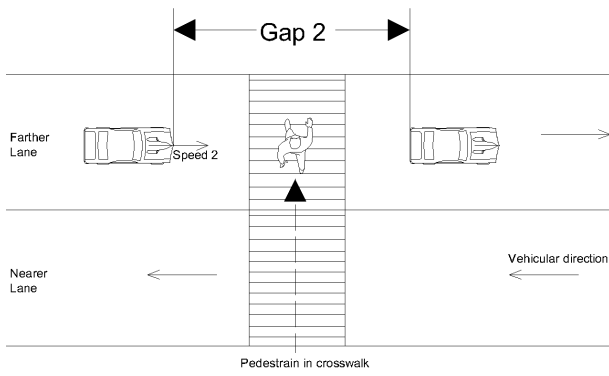 Gap 2
Farther
Lane
Speed 2
Nearer
Lane
Vehicular direction
Pedestrain in crosswalk